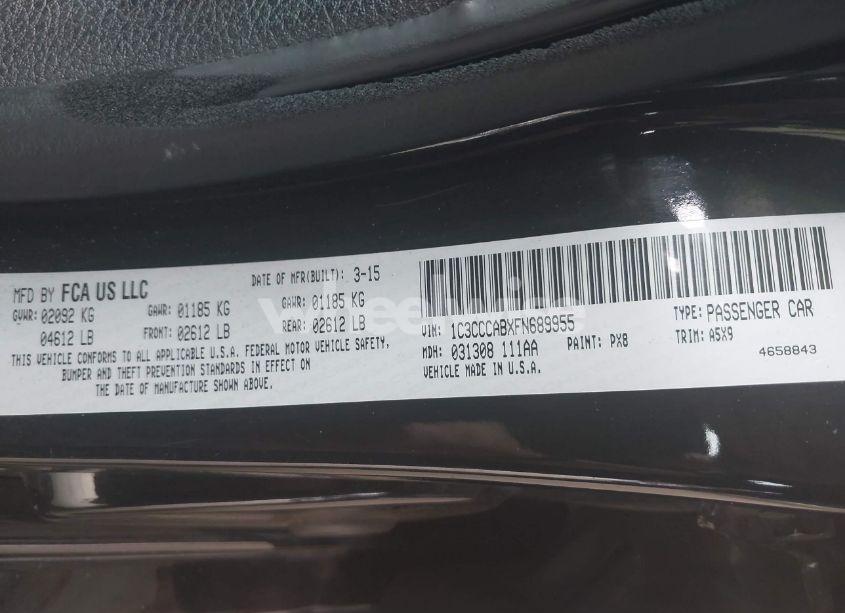 MFD BY FCA US LLC
DATE OF MFR(BUILT): 3-15
GVWR: 02092 KG
04612 LB
GAWR: 01185 KG
FRONT: 02612 LB
GAWR: 01185 KG
REAR: 02612 LB
THIS VEHICLE CONFORMS TO ALL APPLICABLE U.S.A. FEDERAL MOTOR VEHICLE SAFETY,
BUMPER AND THEFT PREVENTION STANDARDS IN EFFECT ON
THE DATE OF MANUFACTURE SHOWN ABOVE.
VIN: 1C3CCCABXFN689955
TYPE: PASSENGER CAR
MDH: 031308 111AA
PAINT: PX8
TRIM: A5X9
VEHICLE MADE IN U.S.A.
4658843